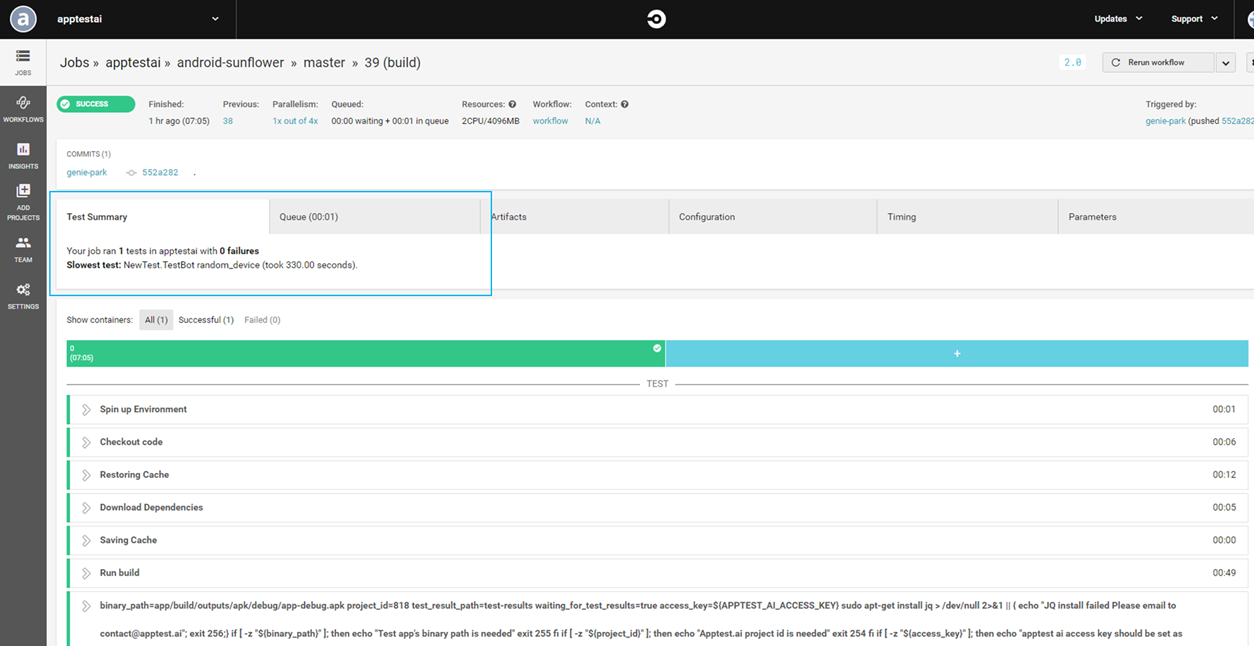 a apptestai Updates Support
JOBS
Jobs » apptestai » android-sunflower » master » 39 (build) 2.0 Rerun workflow
WORKFLOWS
SUCCESS Finished: Previous: Parallelism: Queued: Resources: Workflow: Context: Triggered by:
1 hr ago (07:05) 38 1x out of 4x 00:00 waiting + 00:01 in queue 2CPU/4096MB workflow N/A genie-park (pushed 552a282
INSIGHTS
COMMITS (1)
genie-park 552a282 .
ADD
PROJECTS
Test Summary Queue (00:01) Artifacts Configuration Timing Parameters
TEAM
Your job ran 1 tests in apptestai with 0 failures
Slowest test: NewTest.TestBot random_device (took 330.00 seconds).
SETTINGS
Show containers: All (1) Successful (1) Failed (0)
0
(07:05) +
TEST
Spin up Environment 00:01
Checkout code 00:06
Restoring Cache 00:12
Download Dependencies 00:05
Saving Cache 00:00
Run build 00:49
binary_path=app/build/outputs/apk/debug/app-debug.apk project_id=818 test_result_path=test-results waiting_for_test_results=true access_key=${APPTEST_AI_ACCESS_KEY} sudo apt-get install jq > /dev/null 2>&1 || { echo "JQ install failed Please email to
contact@apptest.ai"; exit 256;} if [ -z "${binary_path}" ]; then echo "Test app's binary path is needed" exit 255 fi if [ -z "${project_id}" ]; then echo "Apptest.ai project id is needed" exit 254 fi if [ -z "${access_key}" ]; then echo "apptest ai access key should be set as